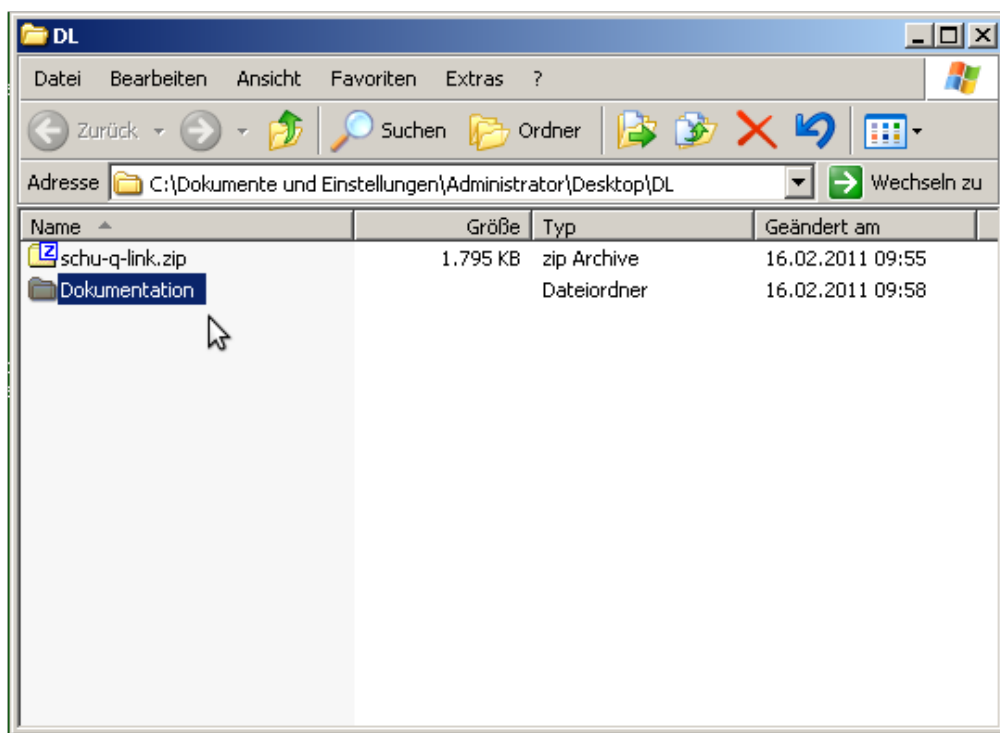 DL
Datei Bearbeiten Ansicht Favoriten Extras ?
Zurück Suchen Ordner
Adresse C:\Dokumente und Einstellungen\Administrator\Desktop\DL Wechseln zu
Name Größe Typ Geändert am
schu-q-link.zip 1.795 KB zip Archive 16.02.2011 09:55
Dokumentation Dateiordner 16.02.2011 09:58